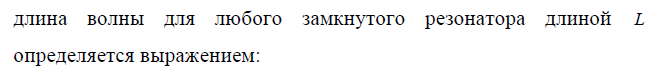 длина волны для любого замкнутого резонатора длиной L
определяется выражением: